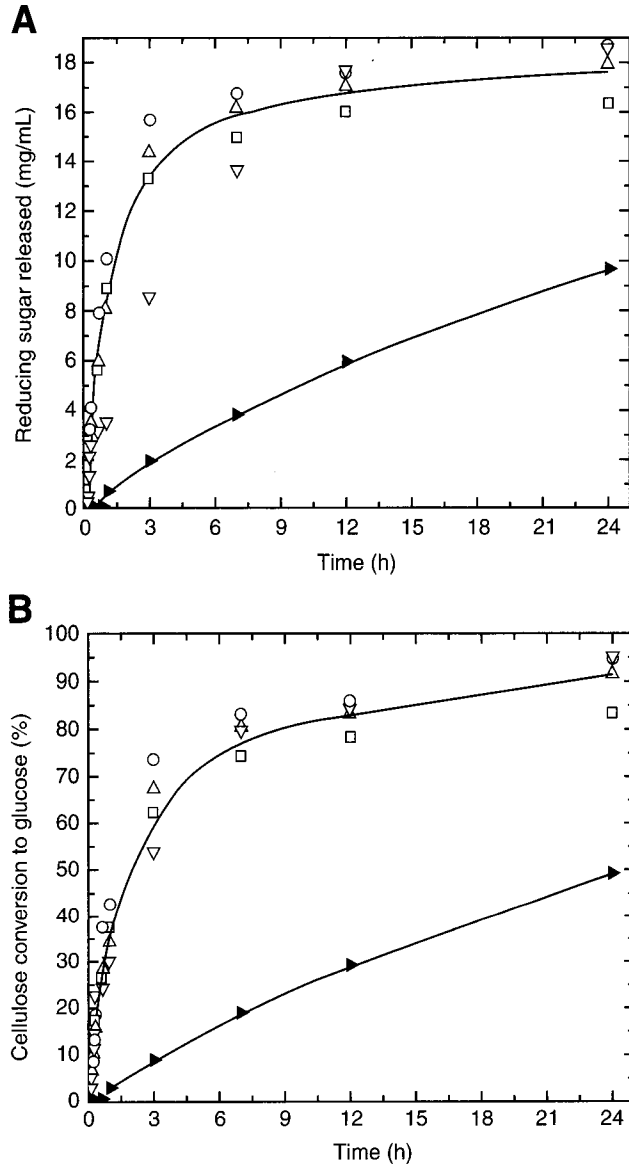 A
18
16
14
12
10
8
6
4
2
0
Reducing sugar released (mg/mL)
0 3 6 9 12 15 18 21 24
Time (h)
B
100
90
80
70
60
50
40
30
20
10
0
Cellulose conversion to glucose (%)
0 3 6 9 12 15 18 21 24
Time (h)